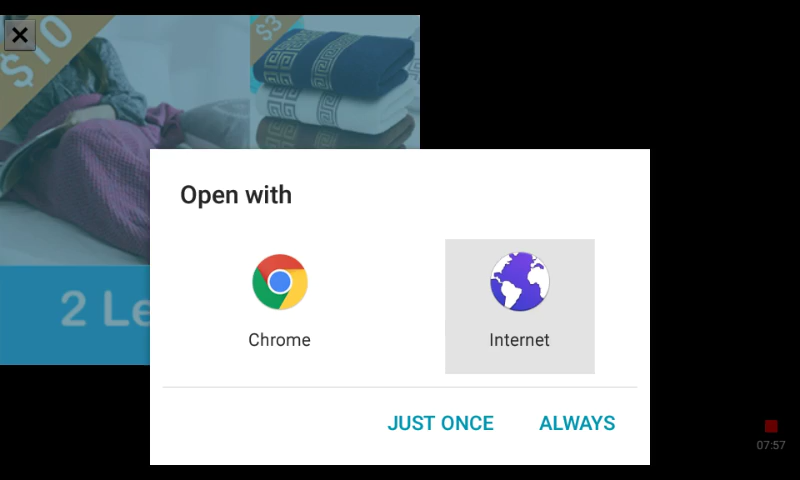 $10
$3
Open with
2 Le
Chrome
Internet
JUST ONCE
ALWAYS
07:57